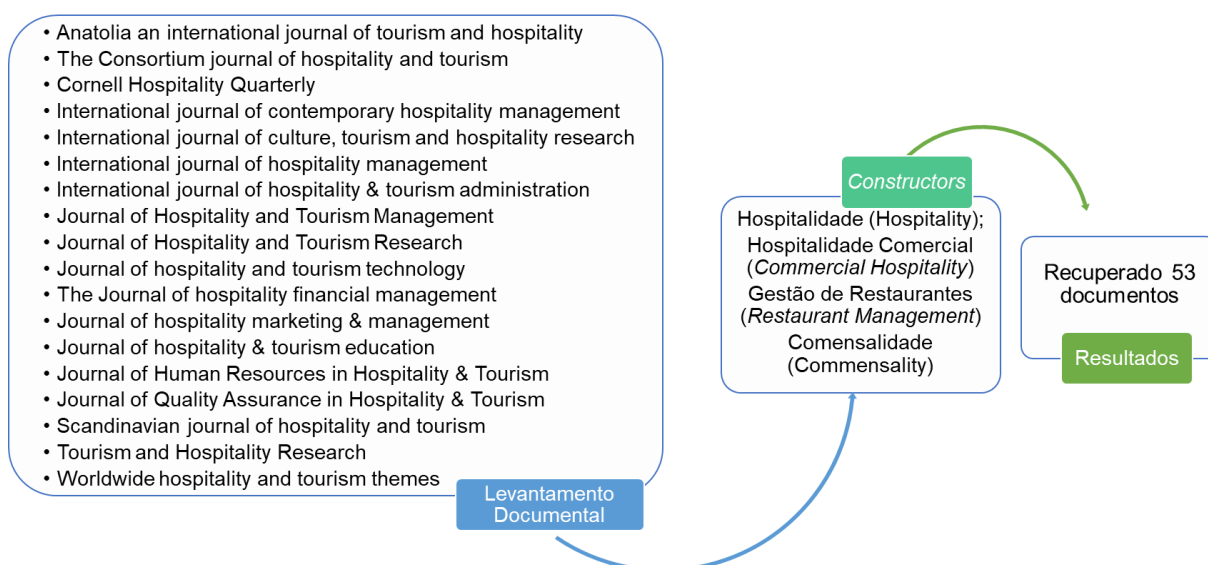 • Anatolia an international journal of tourism and hospitality
• The Consortium journal of hospitality and tourism
• Cornell Hospitality Quarterly
• International journal of contemporary hospitality management
• International journal of culture, tourism and hospitality research
• International journal of hospitality management
• International journal of hospitality & tourism administration
• Journal of Hospitality and Tourism Management
• Journal of Hospitality and Tourism Research
• Journal of hospitality and tourism technology
• The Journal of hospitality financial management
• Journal of hospitality marketing & management
• Journal of hospitality & tourism education
• Journal of Human Resources in Hospitality & Tourism
• Journal of Quality Assurance in Hospitality & Tourism
• Scandinavian journal of hospitality and tourism
• Tourism and Hospitality Research
• Worldwide hospitality and tourism themes
Levantamento
Documental
Constructors
Hospitalidade (Hospitality);
Hospitalidade Comercial
(Commercial Hospitality)
Gestão de Restaurantes
(Restaurant Management)
Comensalidade
(Commensality)
Recuperado 53
documentos
Resultados